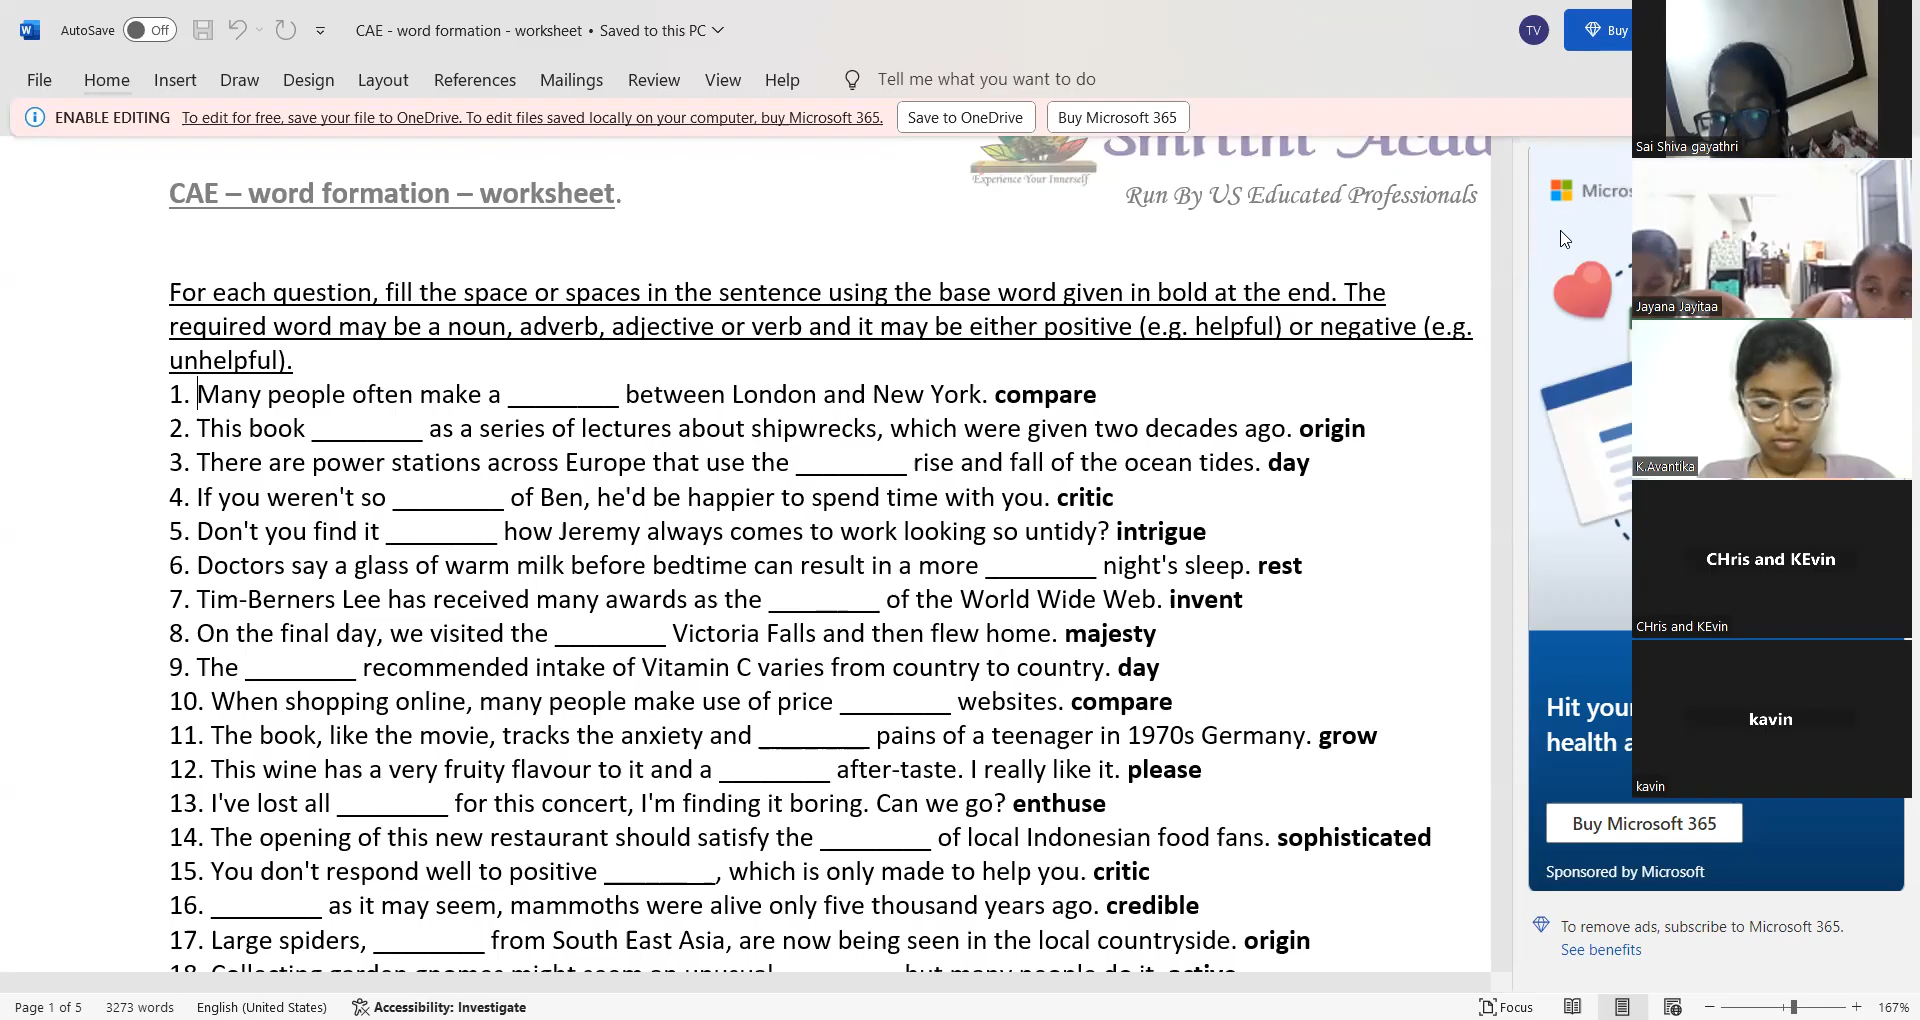 AutoSave Off CAE - word formation - worksheet • Saved to this PC TV Buy
File Home Insert Draw Design Layout References Mailings Review View Help Tell me what you want to do
ENABLE EDITING To edit for free, save your file to OneDrive. To edit files saved locally on your computer, buy Microsoft 365. Save to OneDrive Buy Microsoft 365
Experience Your Innerself
Run By US Educated Professionals
CAE – word formation – worksheet.
For each question, fill the space or spaces in the sentence using the base word given in bold at the end. The
required word may be a noun, adverb, adjective or verb and it may be either positive (e.g. helpful) or negative (e.g.
unhelpful).
1. Many people often make a ________ between London and New York. compare
2. This book ________ as a series of lectures about shipwrecks, which were given two decades ago. origin
3. There are power stations across Europe that use the ________ rise and fall of the ocean tides. day
4. If you weren't so ________ of Ben, he'd be happier to spend time with you. critic
5. Don't you find it ________ how Jeremy always comes to work looking so untidy? intrigue
6. Doctors say a glass of warm milk before bedtime can result in a more ________ night's sleep. rest
7. Tim-Berners Lee has received many awards as the ________ of the World Wide Web. invent
8. On the final day, we visited the ________ Victoria Falls and then flew home. majesty
9. The ________ recommended intake of Vitamin C varies from country to country. day
10. When shopping online, many people make use of price ________ websites. compare
11. The book, like the movie, tracks the anxiety and ________ pains of a teenager in 1970s Germany. grow
12. This wine has a very fruity flavour to it and a ________ after-taste. I really like it. please
13. I've lost all ________ for this concert, I'm finding it boring. Can we go? enthuse
14. The opening of this new restaurant should satisfy the ________ of local Indonesian food fans. sophisticated
15. You don't respond well to positive ________, which is only made to help you. critic
16. ________ as it may seem, mammoths were alive only five thousand years ago. credible
17. Large spiders, ________ from South East Asia, are now being seen in the local countryside. origin
18. Collecting garden gnomes might seem an unusual ________, but many people do it. active
Hit you
health a
Buy Microsoft 365
Sponsored by Microsoft
To remove ads, subscribe to Microsoft 365.
See benefits
Sai Shiva gayathri
Jayana Jayitaa
K.Avantika
CHris and KEvin
CHris and KEvin
kavin
kavin
Page 1 of 5 3273 words English (United States) Accessibility: Investigate Focus 167%